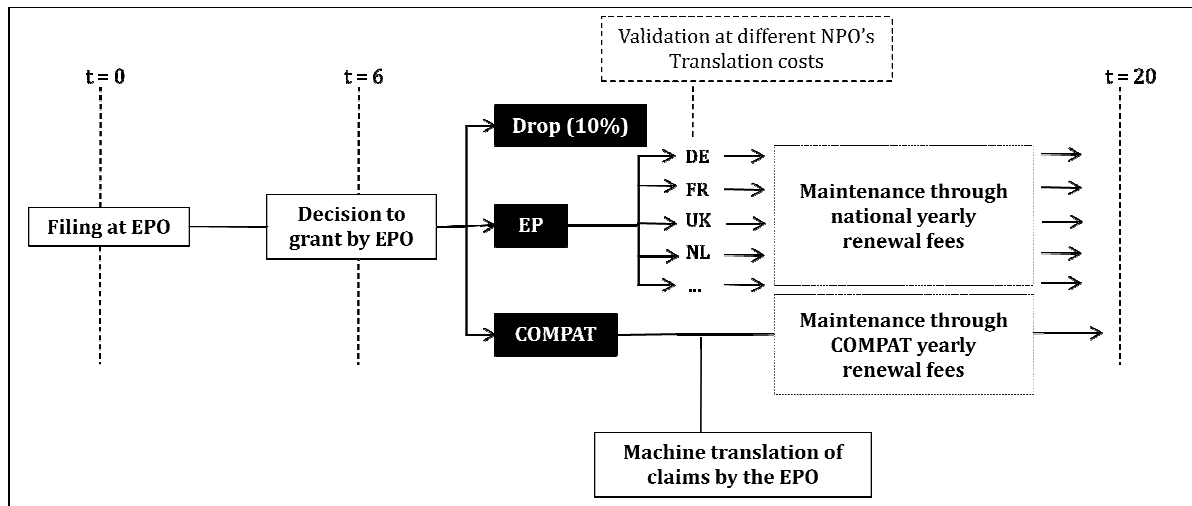 Validation at different NPO's
Translation costs
t = 0
t = 6
t = 20
Drop (10%)
DE
FR
UK
NL
...
Filing at EPO
Decision to
grant by EPO
EP
Maintenance through
national yearly
renewal fees
COMPAT
Maintenance through
COMPAT yearly
renewal fees
Machine translation of
claims by the EPO